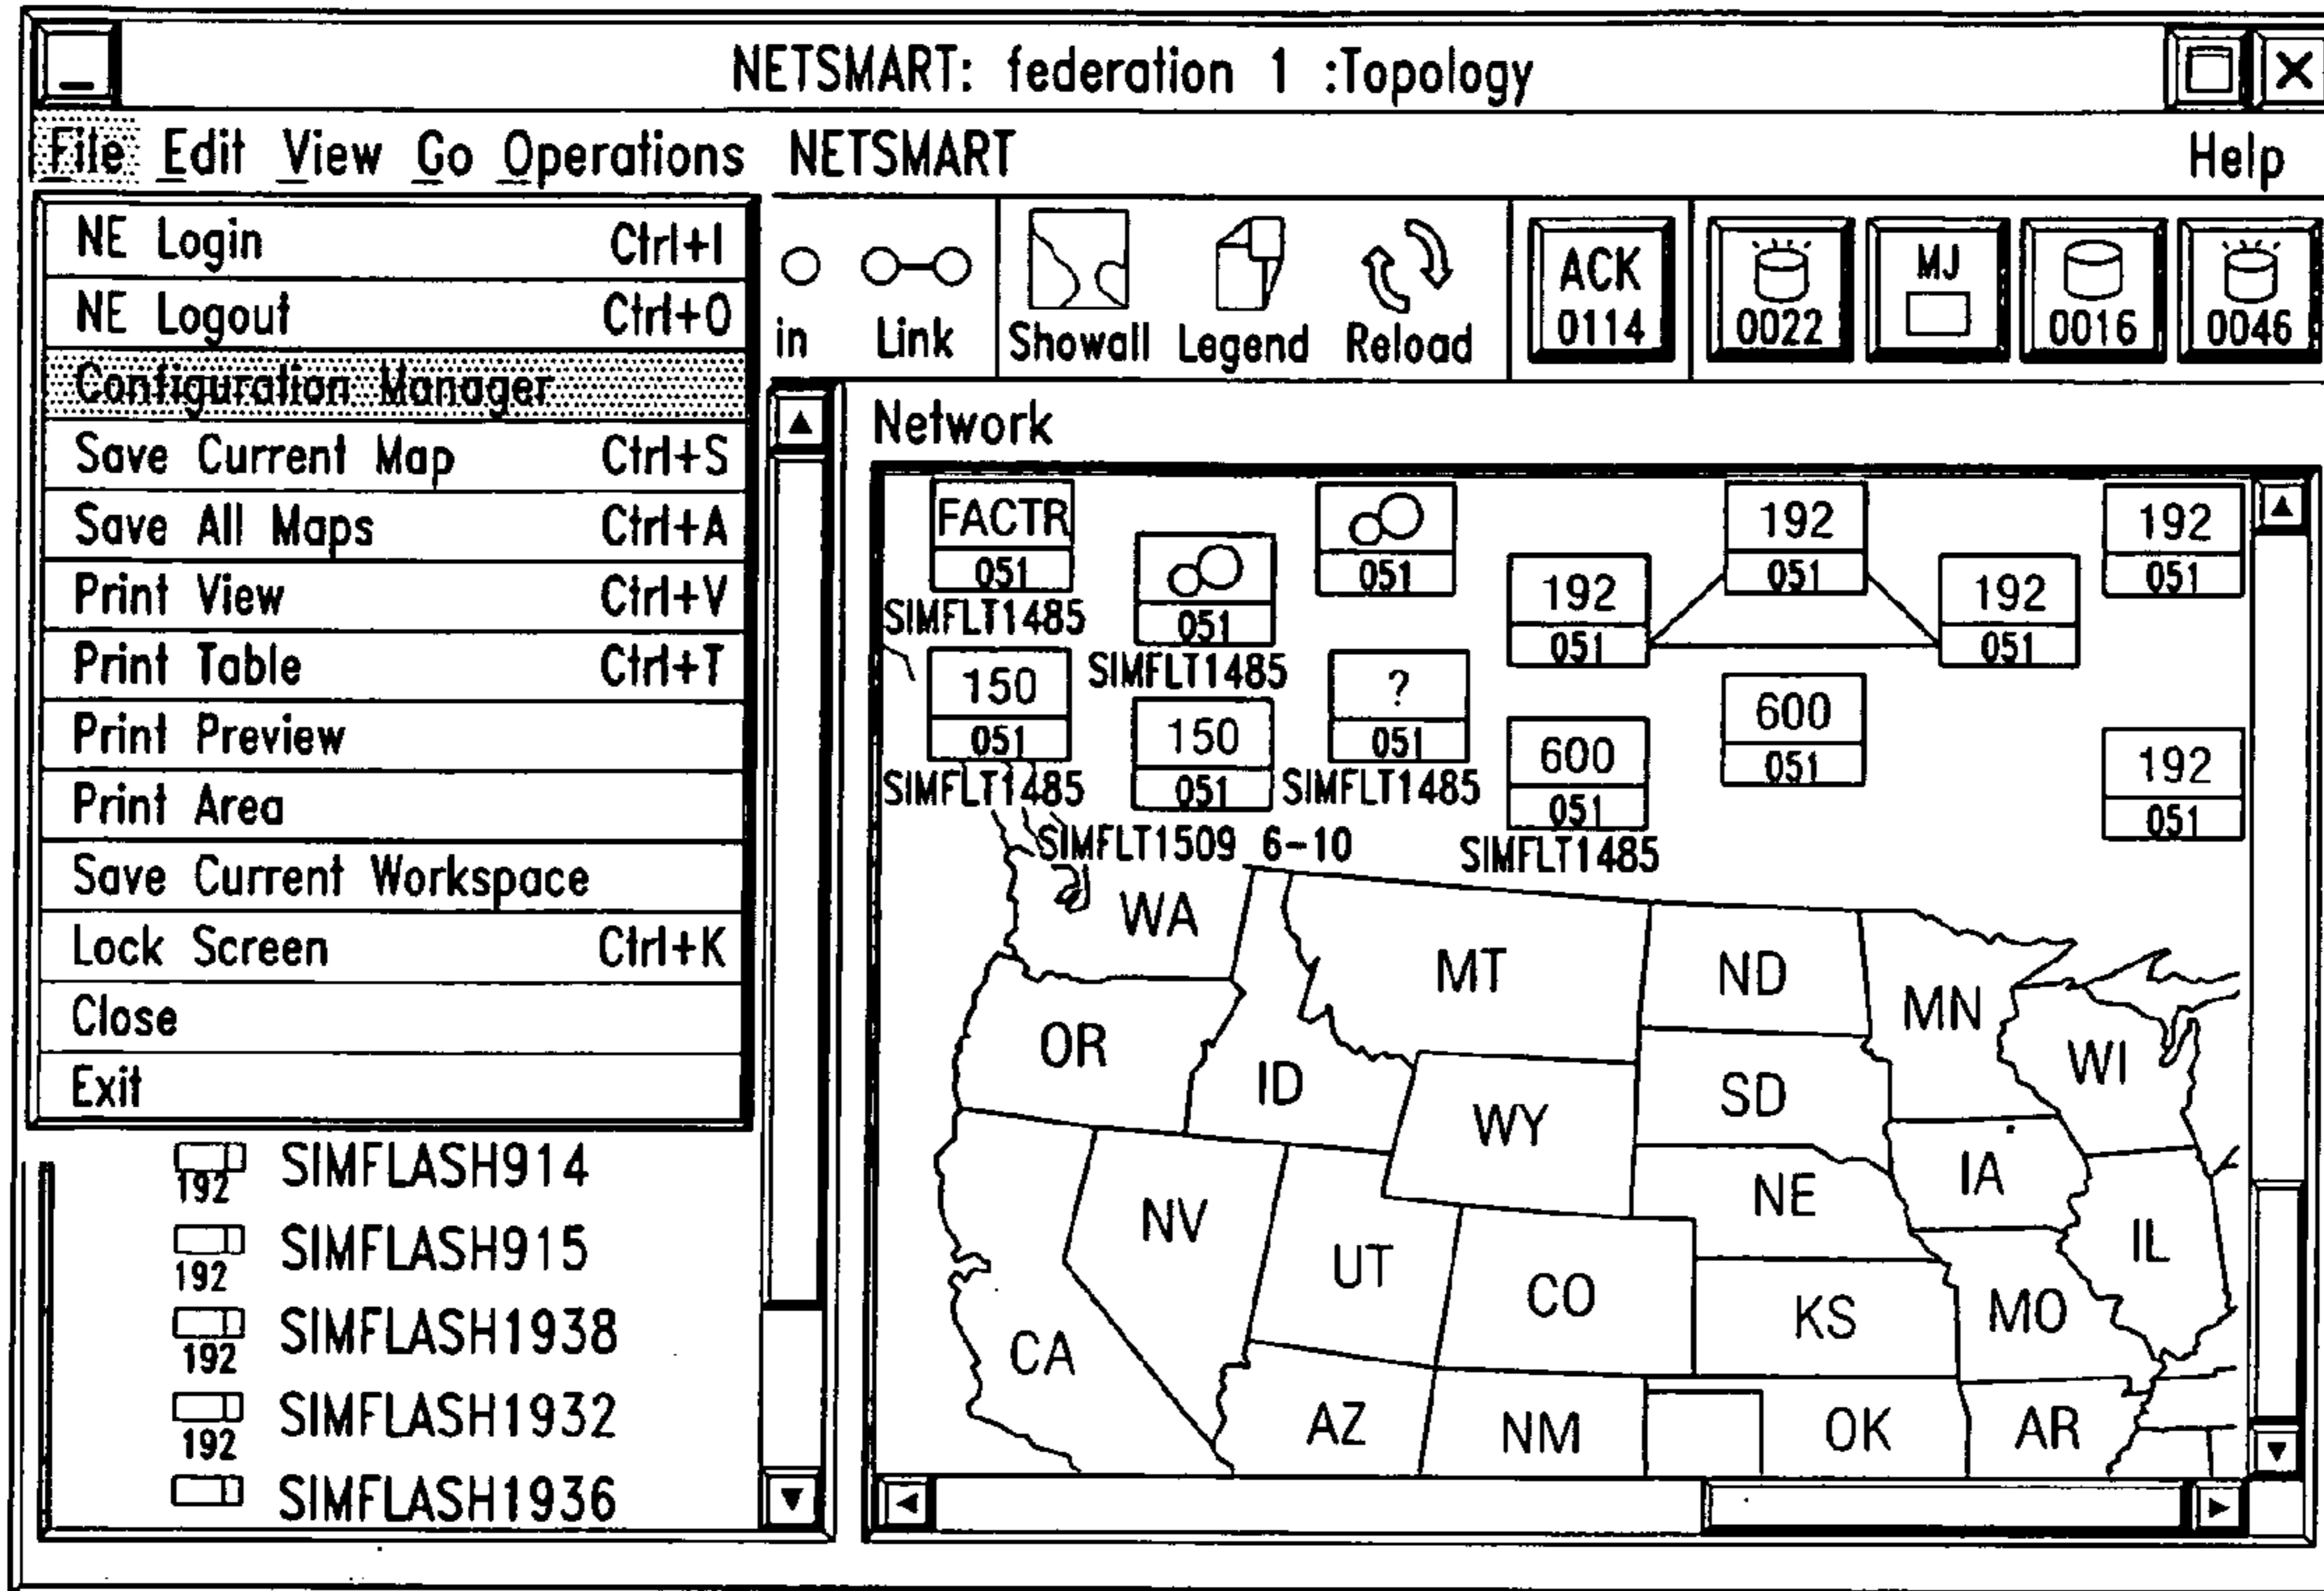 NETSMART: federation 1 :Topology
File Edit View Go Operations NETSMART Help
NE Login Ctrl+I
NE Logout Ctrl+O
Configuration Manager
Save Current Map Ctrl+S
Save All Maps Ctrl+A
Print View Ctrl+V
Print Table Ctrl+T
Print Preview
Print Area
Save Current Workspace
Lock Screen Ctrl+K
Close
Exit
in Link Showall Legend Reload
ACK
0114
0022
MJ
0016
0046
SIMFLASH914
192
SIMFLASH915
192
SIMFLASH1938
192
SIMFLASH1932
192
SIMFLASH1936
Network
FACTR
051
SIMFLT1485
051
SIMFLT1485
051
192
051
192
051
192
051
192
051
150
051
SIMFLT1485
150
051
SIMFLT1509 6-10
?
051
SIMFLT1485
600
051
SIMFLT1485
600
051
192
051
WA
MT
ND
MN
OR
ID
WY
SD
WI
NV
UT
CO
NE
IA
IL
CA
KS
MO
AZ
NM
OK
AR